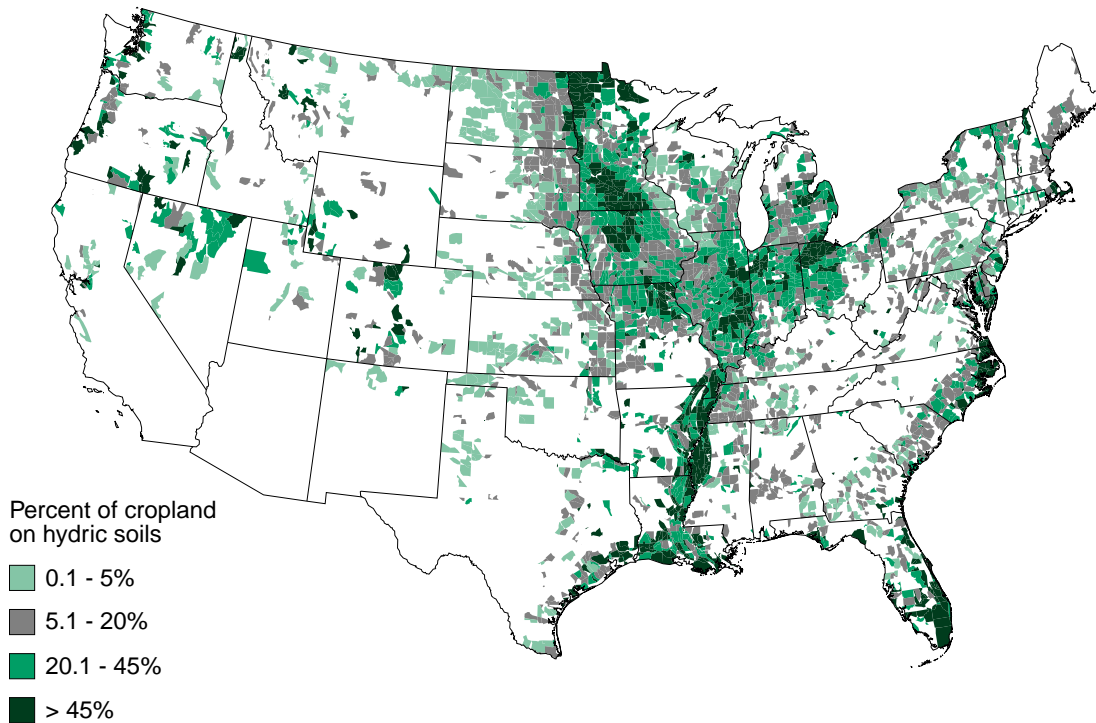 Percent of cropland
on hydric soils
0.1 - 5%
5.1 - 20%
20.1 - 45%
> 45%